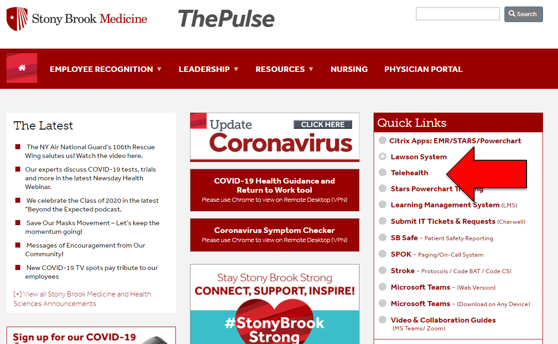 Stony Brook Medicine
ThePulse
Search
EMPLOYEE RECOGNITION
LEADERSHIP
RESOURCES
NURSING
PHYSICIAN PORTAL
The Latest
The NY Air National Guard's 106th Rescue
Wing salutes us! Watch the video here.
Our experts discuss COVID-19 tests, trials
and more in the latest Newsday Health
Webinar.
We celebrate the Class of 2020 in the latest
"Beyond the Expected podcast.
Save Our Masks Movement – Let's keep the
momentum going!
Messages of Encouragement from Our
Community!
New COVID-19 TV spots pay tribute to our
employees
[+] View all Stony Brook Medicine and Health
Sciences Announcements
Sign up for our COVID-19
Update
CLICK HERE
Coronavirus
COVID-19 Health Guidance and
Return to Work tool
Please use Chrome to view on Remote Desktop (VPN)
Coronavirus Symptom Checker
Please use Chrome to view on Remote Desktop (VPN)
Stay Stony Brook Strong
CONNECT, SUPPORT, INSPIRE!
#StonyBrook
Strong
Quick Links
Citrix Apps: EMR/STARS/Powerchart
Lawson System
Telehealth
Stars Powerchart
Learning Management System (LMS)
Submit IT Tickets & Requests (Cherwell)
SB Safe - Patient Safety Reporting
SPOK - Paging/On-Call System
Stroke - Protocols / Code BAT / Code CSI
Microsoft Teams - (Web Version)
Microsoft Teams - (Download on Any Device)
Video & Collaboration Guides
(MS Teams/ Zoom)